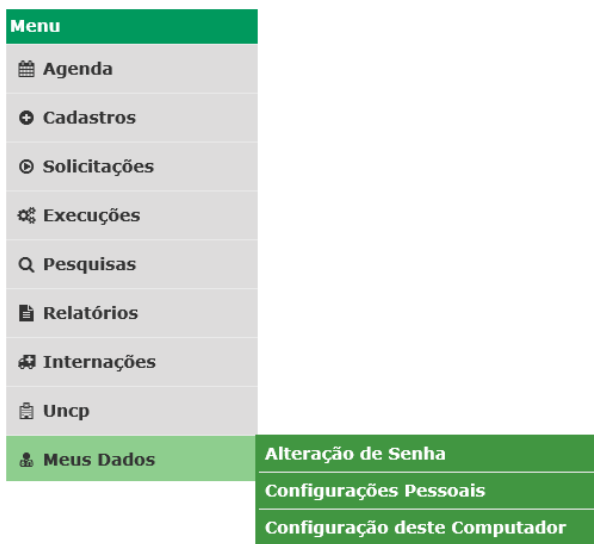 Menu
Agenda
Cadastros
Solicitações
Execuções
Pesquisas
Relatórios
Internações
Uncp
Meus Dados
Alteração de Senha
Configurações Pessoais
Configuração deste Computador